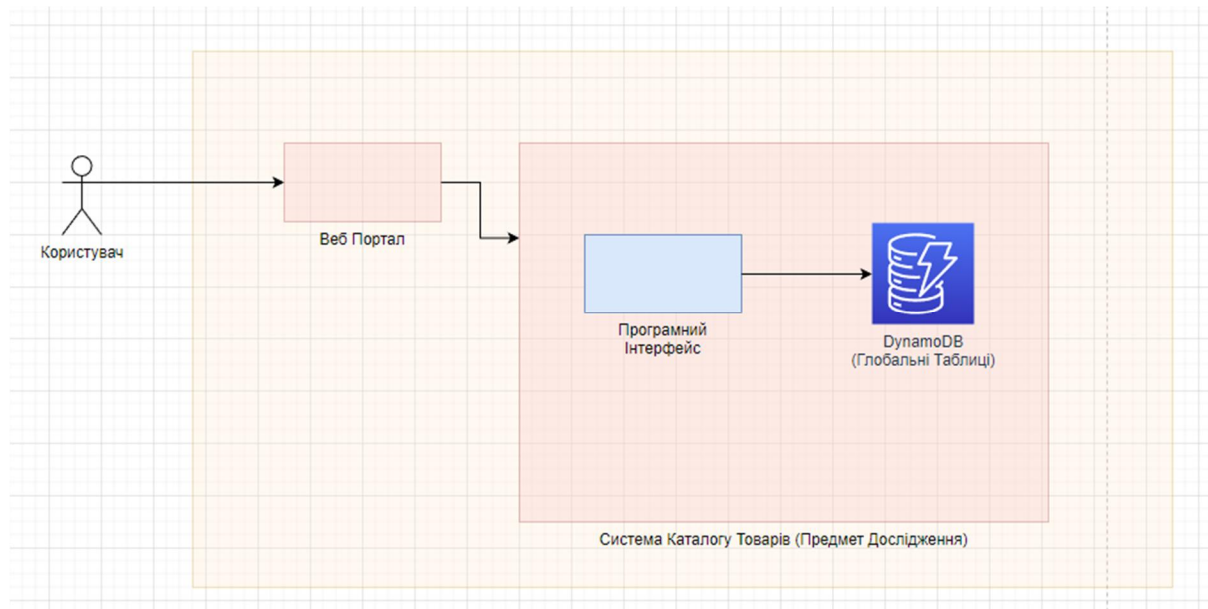 Користувач
Веб Портал
Програмний
Інтерфейс
DynamoDB
(Глобальні Таблиці)
Система Каталогу Товарів (Предмет Дослідження)